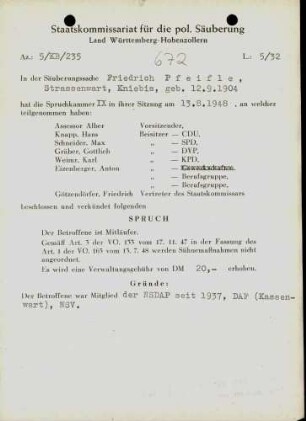 Staatskommissariat für die pol. Säuberung
Land Württemberg-Hohenzollern
Az.: 5/XB/235
672
L.: 5/32
In der Säuberungssache Friedrich Pfeifle,
Strassenwart, Kniebis, geb. 12.9.1904
hat die Spruchkammer IX in ihrer Sitzung am 13.8.1948 , an welcher
teilgenommen haben:
Assessor Alber Vorsitzender,
Knapp, Hans Beisitzer — CDU,
Schneider, Max „ — SPD,
Grüber, Gottlieb „ — DVP,
Weimr, Karl „ — KPD,
Eizenberger, Anton „ — Gewerkschaften
„ — Berufsgruppe,
„ — Berufsgruppe,
Götzendörfer, Friedrich Vertreter des Staatskommissars
beschlossen und verkündet folgenden
SPRUCH
Der Betroffene ist Mitläufer.
Gemäß Art. 3 der VO. 133 vom 17. 11. 47 in der Fassung des
Art. 1 der VO. 165 vom 13. 7. 48 werden Sühnemaßnahmen nicht
angeordnet.
Es wird eine Verwaltungsgebühr von DM 20,- erhoben.
Gründe:
Der Betroffene war Mitglied der NSDAP seit 1937, DAF (Kassen-
wart), NSV.